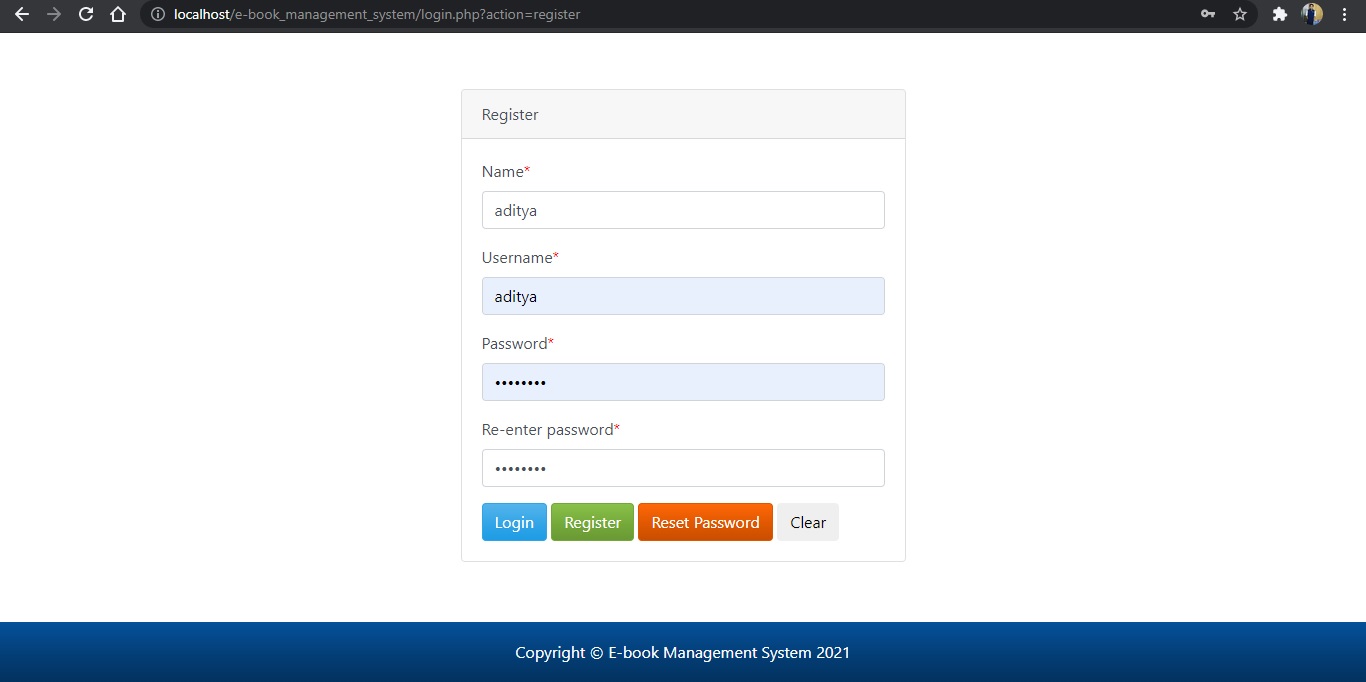 localhost/e-book_management_system/login.php?action=register
Register
Name*
aditya
Username*
aditya
Password*
••••••••
Re-enter password*
••••••••
Login Register Reset Password Clear
Copyright © E-book Management System 2021